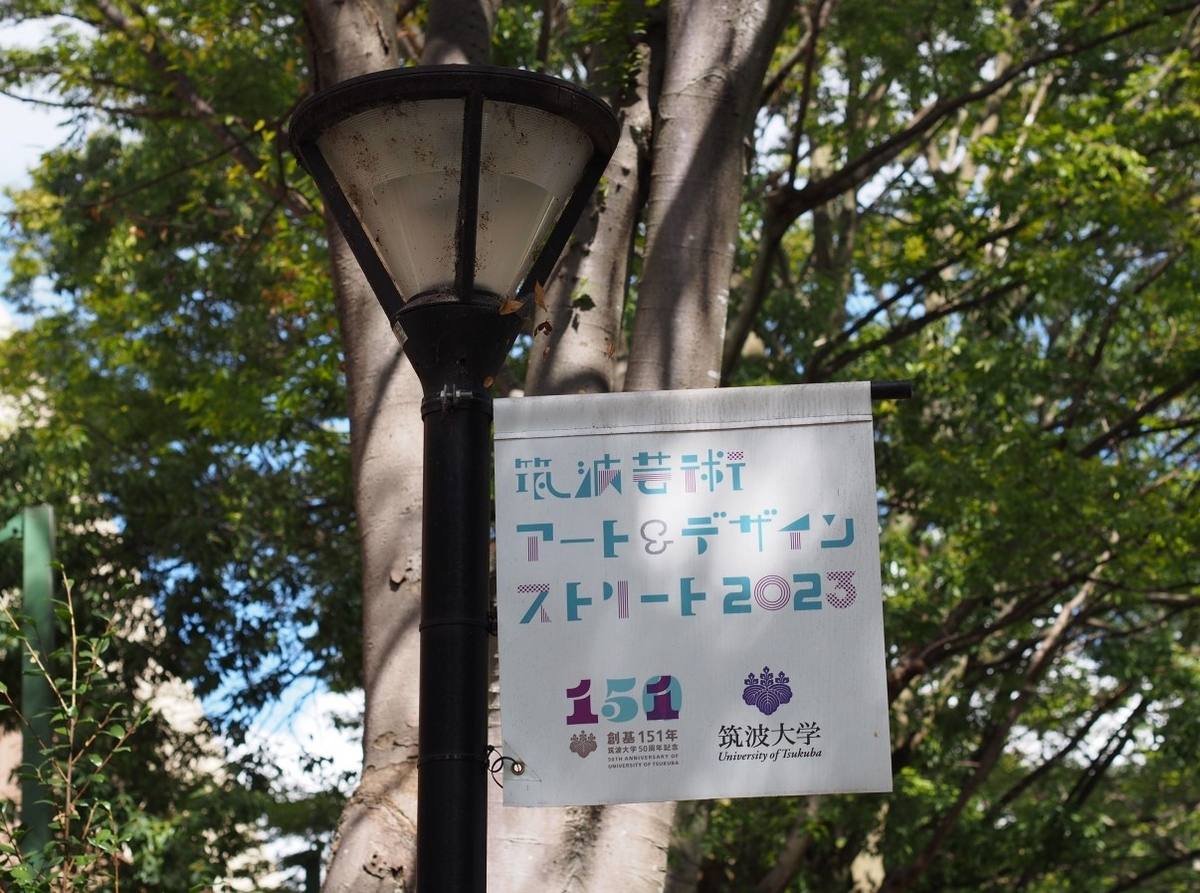 筑波芸術
アート&デザイン
ストリート2023
151
創基151年
筑波大学50周年記念
50TH ANNIVERSARY OF
UNIVERSITY OF TSUKUBA
筑波大学
University of Tsukuba